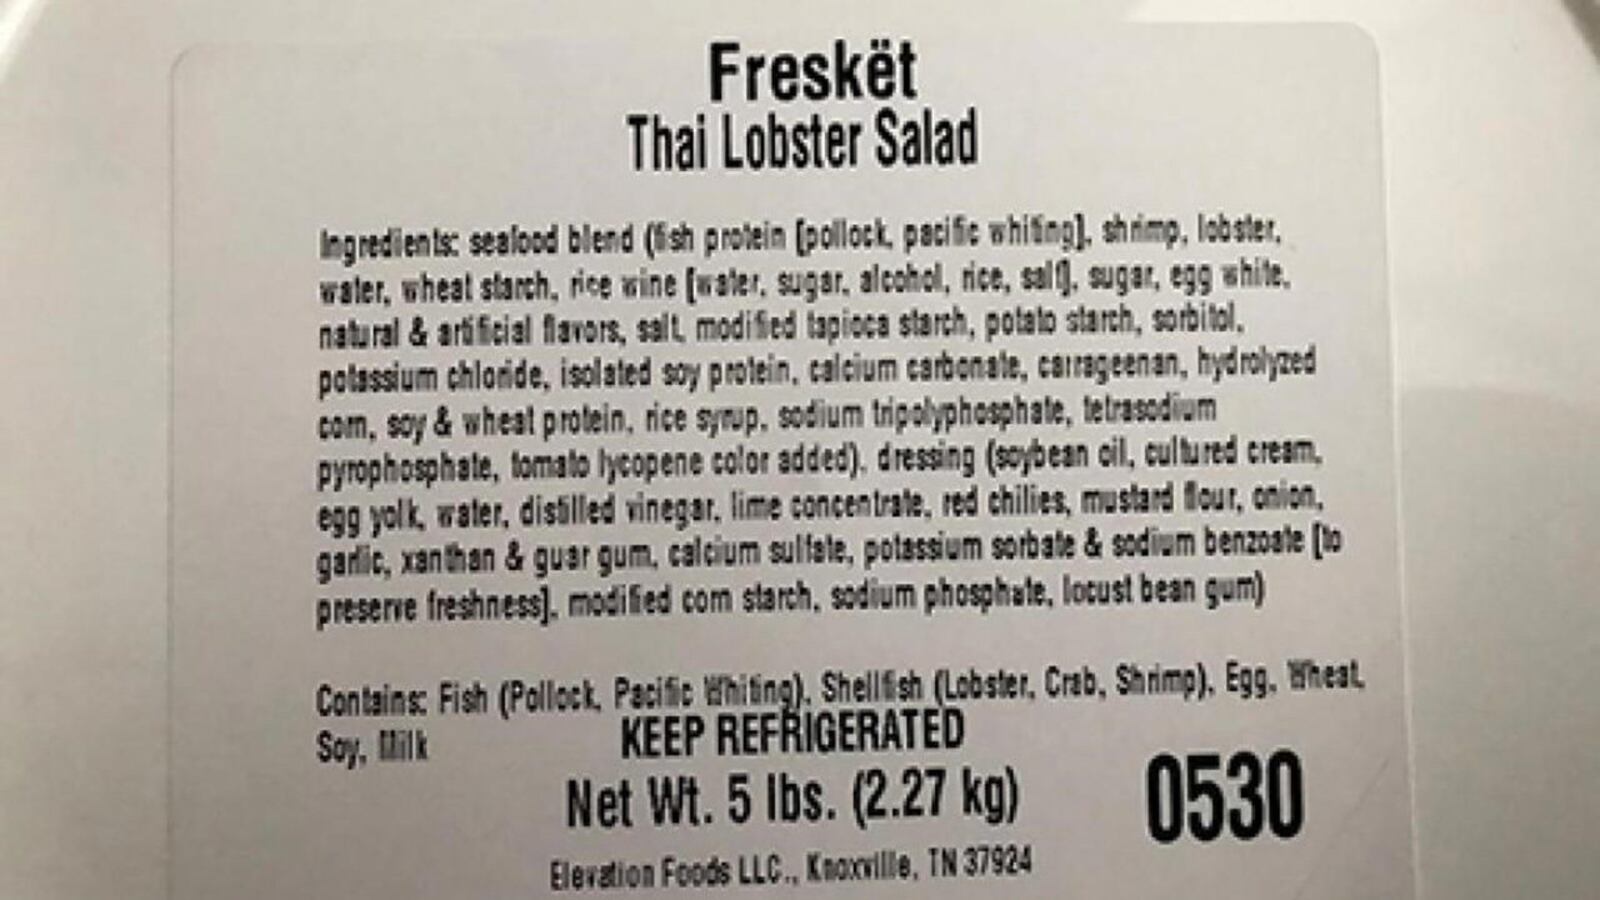 Freskët
Thai Lobster Salad
Ingredients: seafood blend (fish protein [pollock, pacific whiting], shrimp, lobster,
water, wheat starch, rice wine [water, sugar, alcohol, rice, salt], sugar, egg white,
natural & artificial flavors, salt, modified tapioca starch, potato starch, sorbitol,
potassium chloride, isolated soy protein, calcium carbonate, carrageenan, hydrolyzed
corn, soy & wheat protein, rice syrup, sodium tripolyphosphate, tetrasodium
pyrophosphate, tomato lycopene color added), dressing (soybean oil, cultured cream,
egg yolk, water, distilled vinegar, lime concentrate, red chilies, mustard flour, onion,
garlic, xanthan & guar gum, calcium sulfate, potassium sorbate & sodium benzoate [to
preserve freshness], modified corn starch, sodium phosphate, locust bean gum)
Contains: Fish (Pollock, Pacific Whiting), Shellfish (Lobster, Crab, Shrimp), Egg, Wheat,
Soy, Milk
KEEP REFRIGERATED
Net Wt. 5 lbs. (2.27 kg)
0530
Elevation Foods LLC., Knoxville, TN 37924